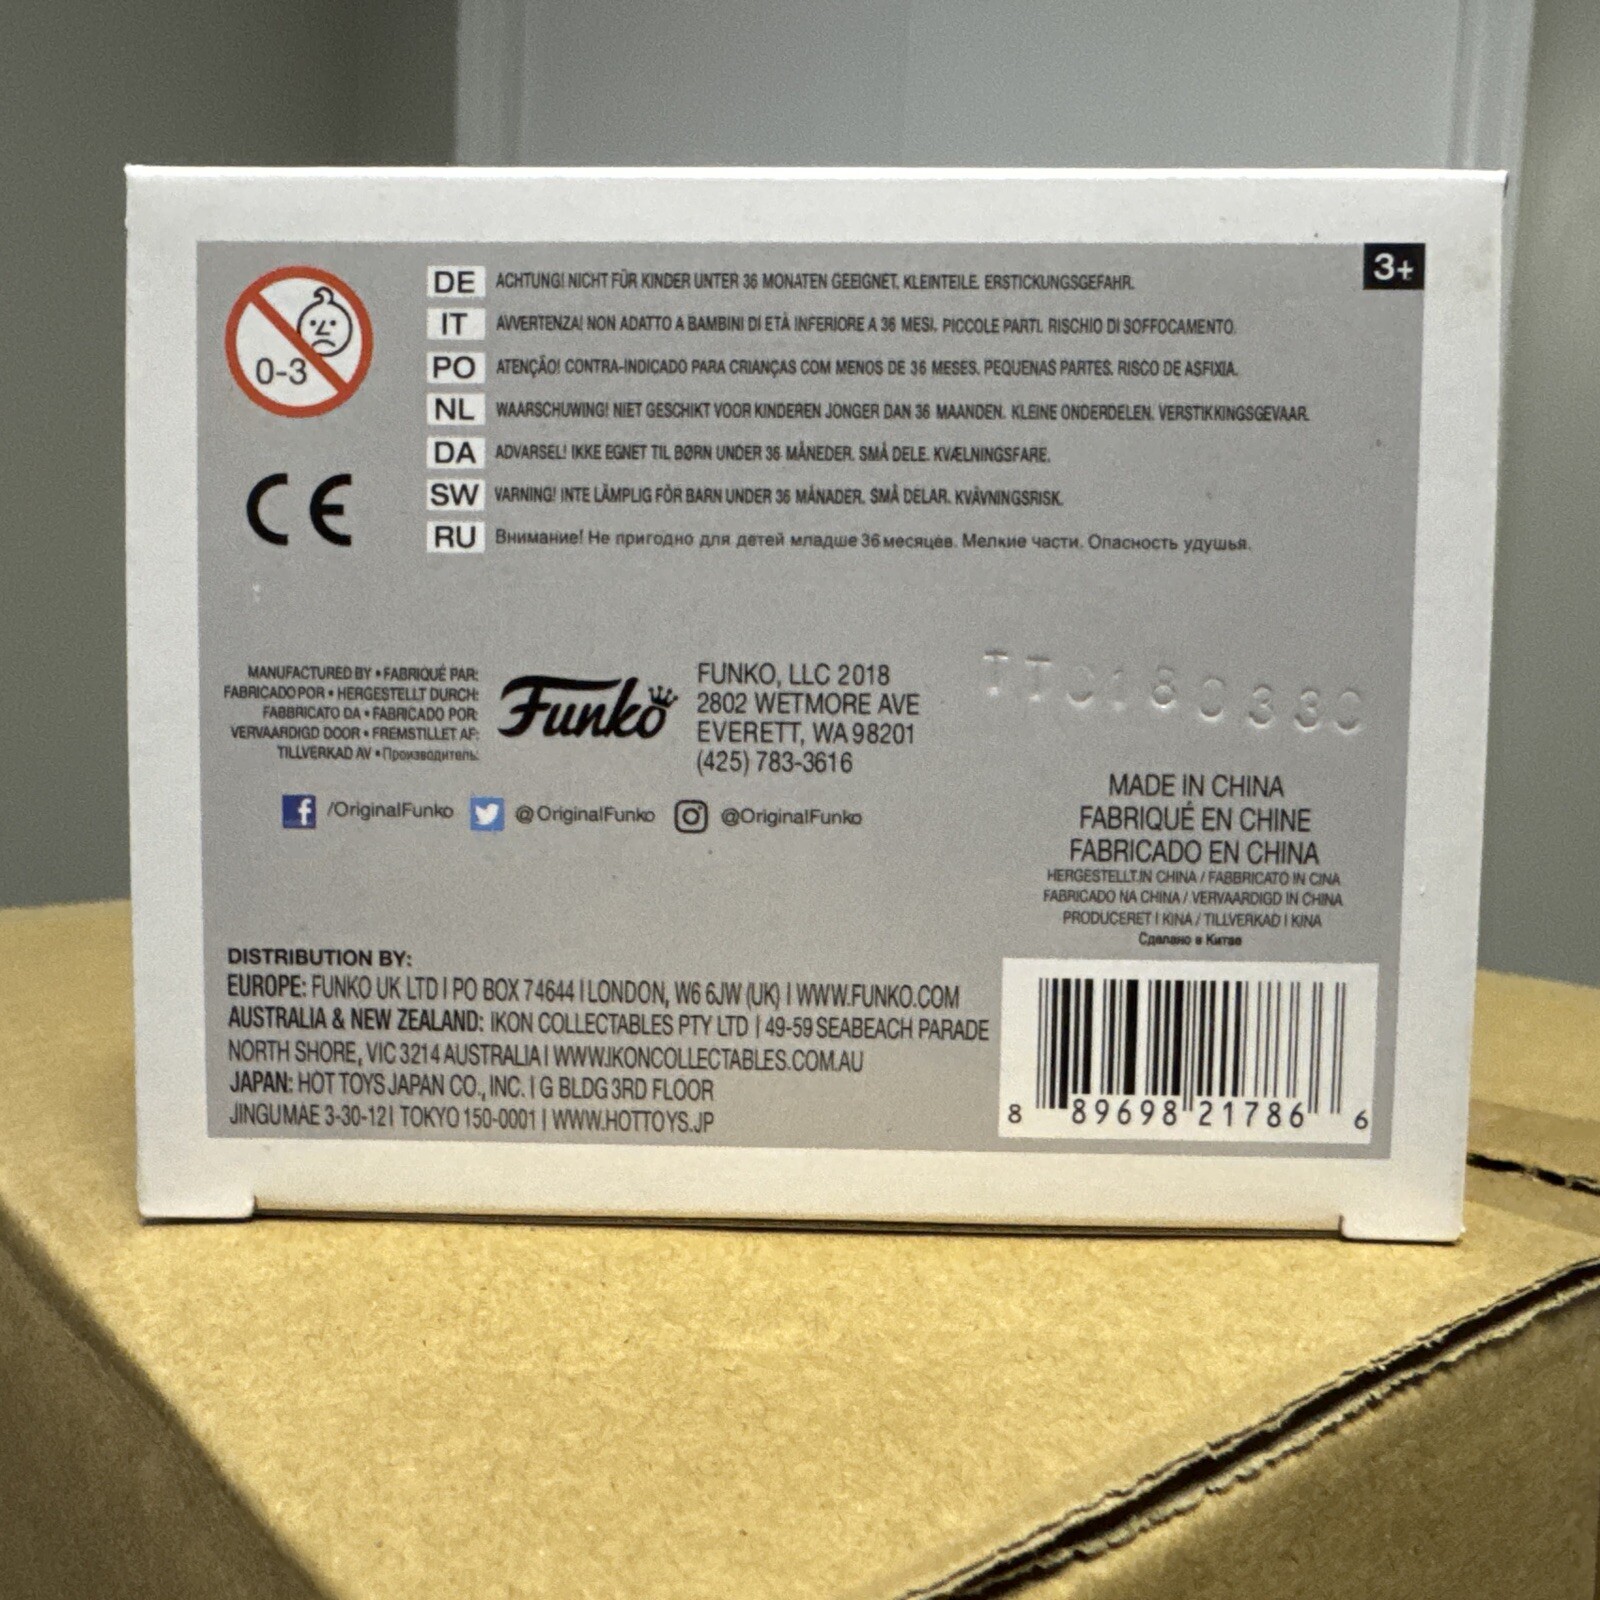 3+
0-3
DE ACHTUNG! NICHT FÜR KINDER UNTER 36 MONATEN GEEIGNET. KLEINTEILE. ERSTICKUNGSGEFAHR.
IT AVVERTENZA! NON ADATTO A BAMBINI DI ETÀ INFERIORE A 36 MESI. PICCOLE PARTI. RISCHIO DI SOFFOCAMENTO.
PO ATENÇÃO! CONTRA-INDICADO PARA CRIANÇAS COM MENOS DE 36 MESES. PEQUENAS PARTES. RISCO DE ASFIXIA.
NL WAARSCHUWING! NIET GESCHIKT VOOR KINDEREN JONGER DAN 36 MAANDEN. KLEINE ONDERDELEN. VERSTIKKINGSGEVAAR.
DA ADVARSEL! IKKE EGNET TIL BØRN UNDER 36 MÅNEDER. SMÅ DELE. KVÆLNINGSFARE.
SW VARNING! INTE LÄMPLIG FÖR BARN UNDER 36 MÅNADER. SMÅ DELAR. KVÄVNINGSRISK.
RU Внимание! Не пригодно для детей младше 36 месяцев. Мелкие части. Опасность удушья.
CE
MANUFACTURED BY • FABRIQUÉ PAR:
FABRICADO POR • HERGESTELLT DURCH:
FABBRICATO DA • FABRICADO POR:
VERVAARDIGD DOOR • FREMSTILLET AF:
TILLVERKAD AV • Производитель:
Funko
FUNKO, LLC 2018
2802 WETMORE AVE
EVERETT, WA 98201
(425) 783-3616
/OriginalFunko @OriginalFunko @OriginalFunko
MADE IN CHINA
FABRIQUÉ EN CHINE
FABRICADO EN CHINA
HERGESTELLT IN CHINA / FABBRICATO IN CINA
FABRICADO NA CHINA / VERVAARDIGD IN CHINA
PRODUCERET I KINA / TILLVERKAD I KINA
Сделано в Китае
DISTRIBUTION BY:
EUROPE: FUNKO UK LTD | PO BOX 74644 | LONDON, W6 6JW (UK) | WWW.FUNKO.COM
AUSTRALIA & NEW ZEALAND: IKON COLLECTABLES PTY LTD | 49-59 SEABEACH PARADE
NORTH SHORE, VIC 3214 AUSTRALIA | WWW.IKONCOLLECTABLES.COM.AU
JAPAN: HOT TOYS JAPAN CO., INC. | G BLDG 3RD FLOOR
JINGUMAE 3-30-12 | TOKYO 150-0001 | WWW.HOTTOYS.JP
8 89698 21786 6